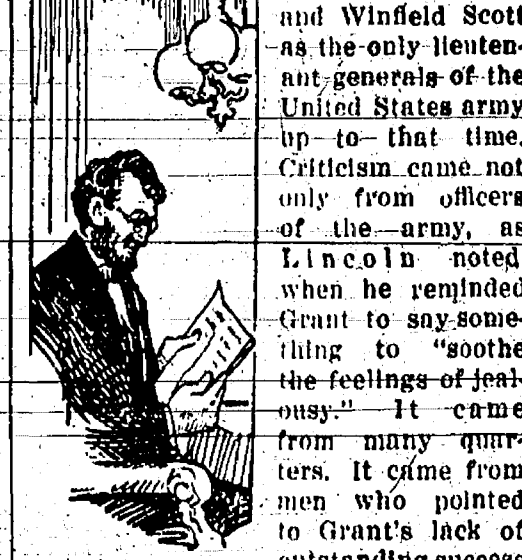 and Winfield Scott
as the only lieuten-
ant generals of the
United States army
up to that time.
Criticism came not
only from officers
of the army, as
Lincoln noted
when he reminded
Grant to say some-
thing to "soothe
the feelings of jeal-
ousy." It came
from many quar-
ters. It came from
men who pointed
to Grant's lack of
outstanding success